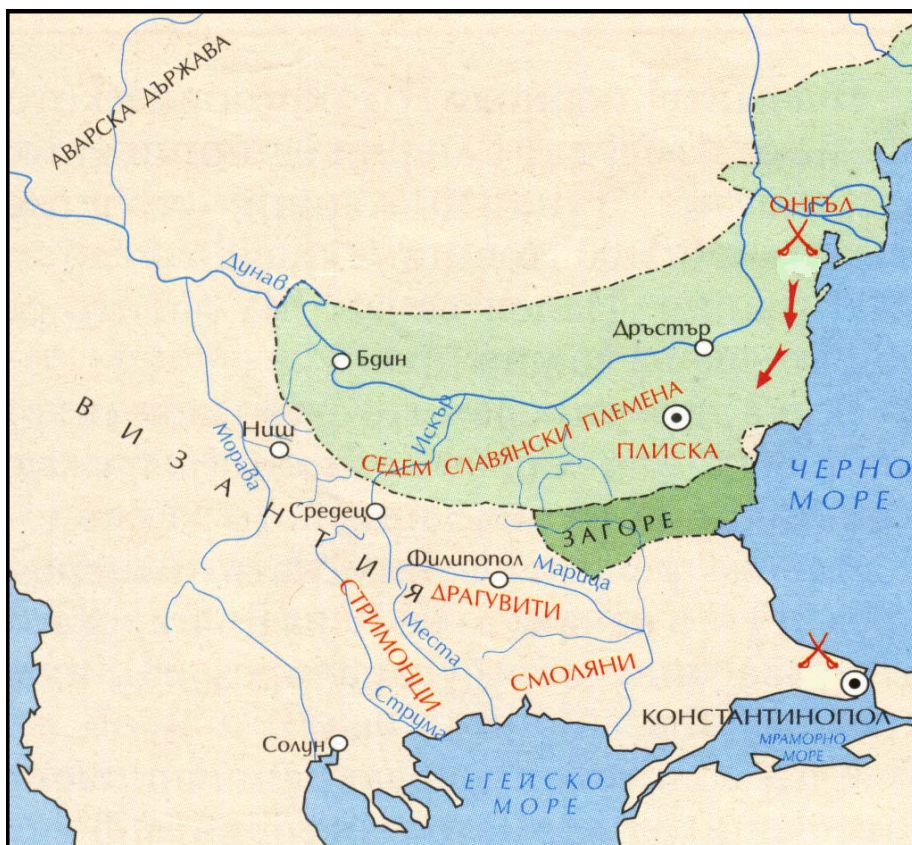 АВАРСКА ДЪРЖАВА
ОНГЪЛ
Дунав
Дръстър
Бдин
Искър
СЕДЕМ СЛАВЯНСКИ ПЛЕМЕНА
ПЛИСКА
ВИЗАНТИЯ
Ниш
Морава
ЧЕРНО
МОРЕ
Средец
ЗАГОРЕ
Филипопол
Марица
ДРАГУВИТИ
СТРИМОНЦИ
Места
СМОЛЯНИ
Струма
КОНСТАНТИНОПОЛ
МРАМОРНО
МОРЕ
Солун
ЕГЕЙСКО
МОРЕ